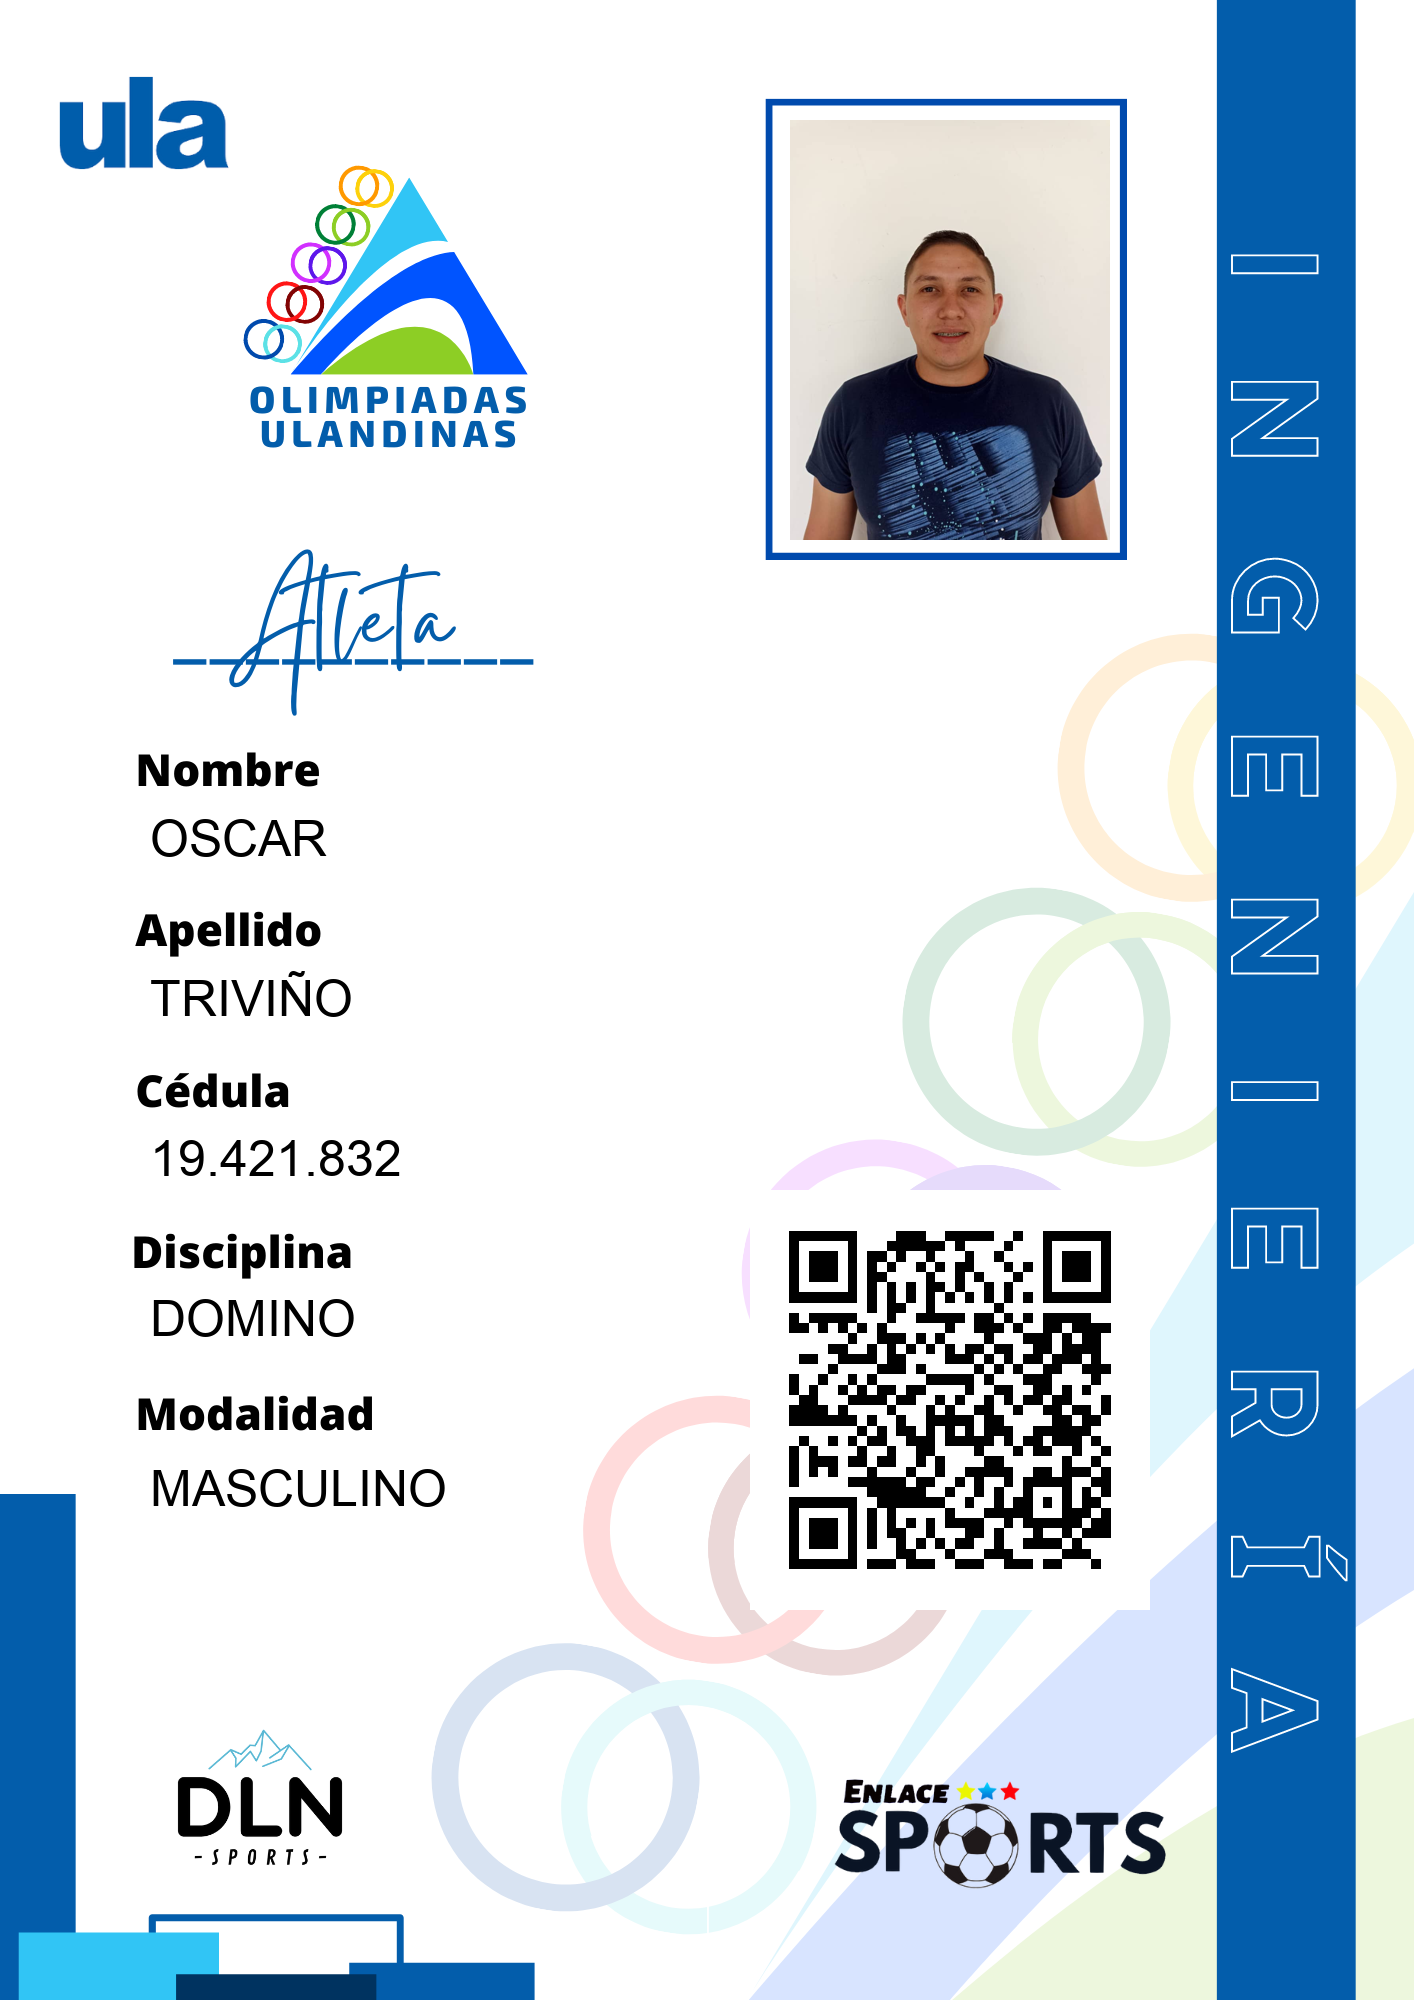 ula
OLIMPIADAS
ULANDINAS
Atleta
Nombre
OSCAR
Apellido
TRIVIÑO
Cédula
19.421.832
Disciplina
DOMINO
Modalidad
MASCULINO
DLN
-SPORTS-
ENLACE
SPORTS
INGENIERÍA